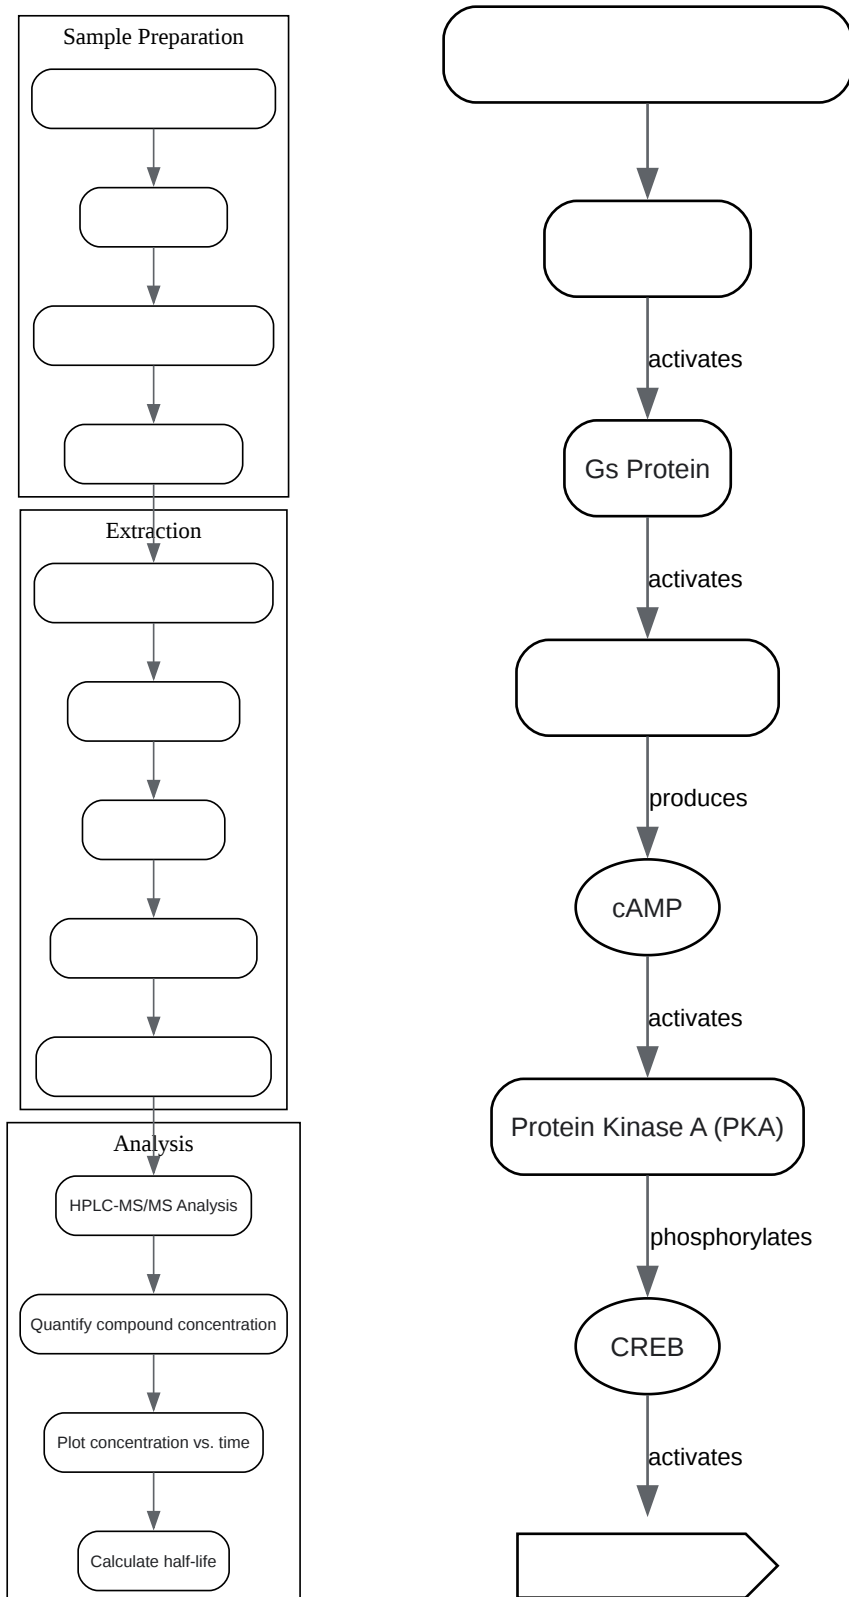 Sample Preparation
Extraction
Analysis
HPLC-MS/MS Analysis
Quantify compound concentration
Plot concentration vs. time
Calculate half-life
activates
Gs Protein
activates
produces
cAMP
activates
Protein Kinase A (PKA)
phosphorylates
CREB
activates